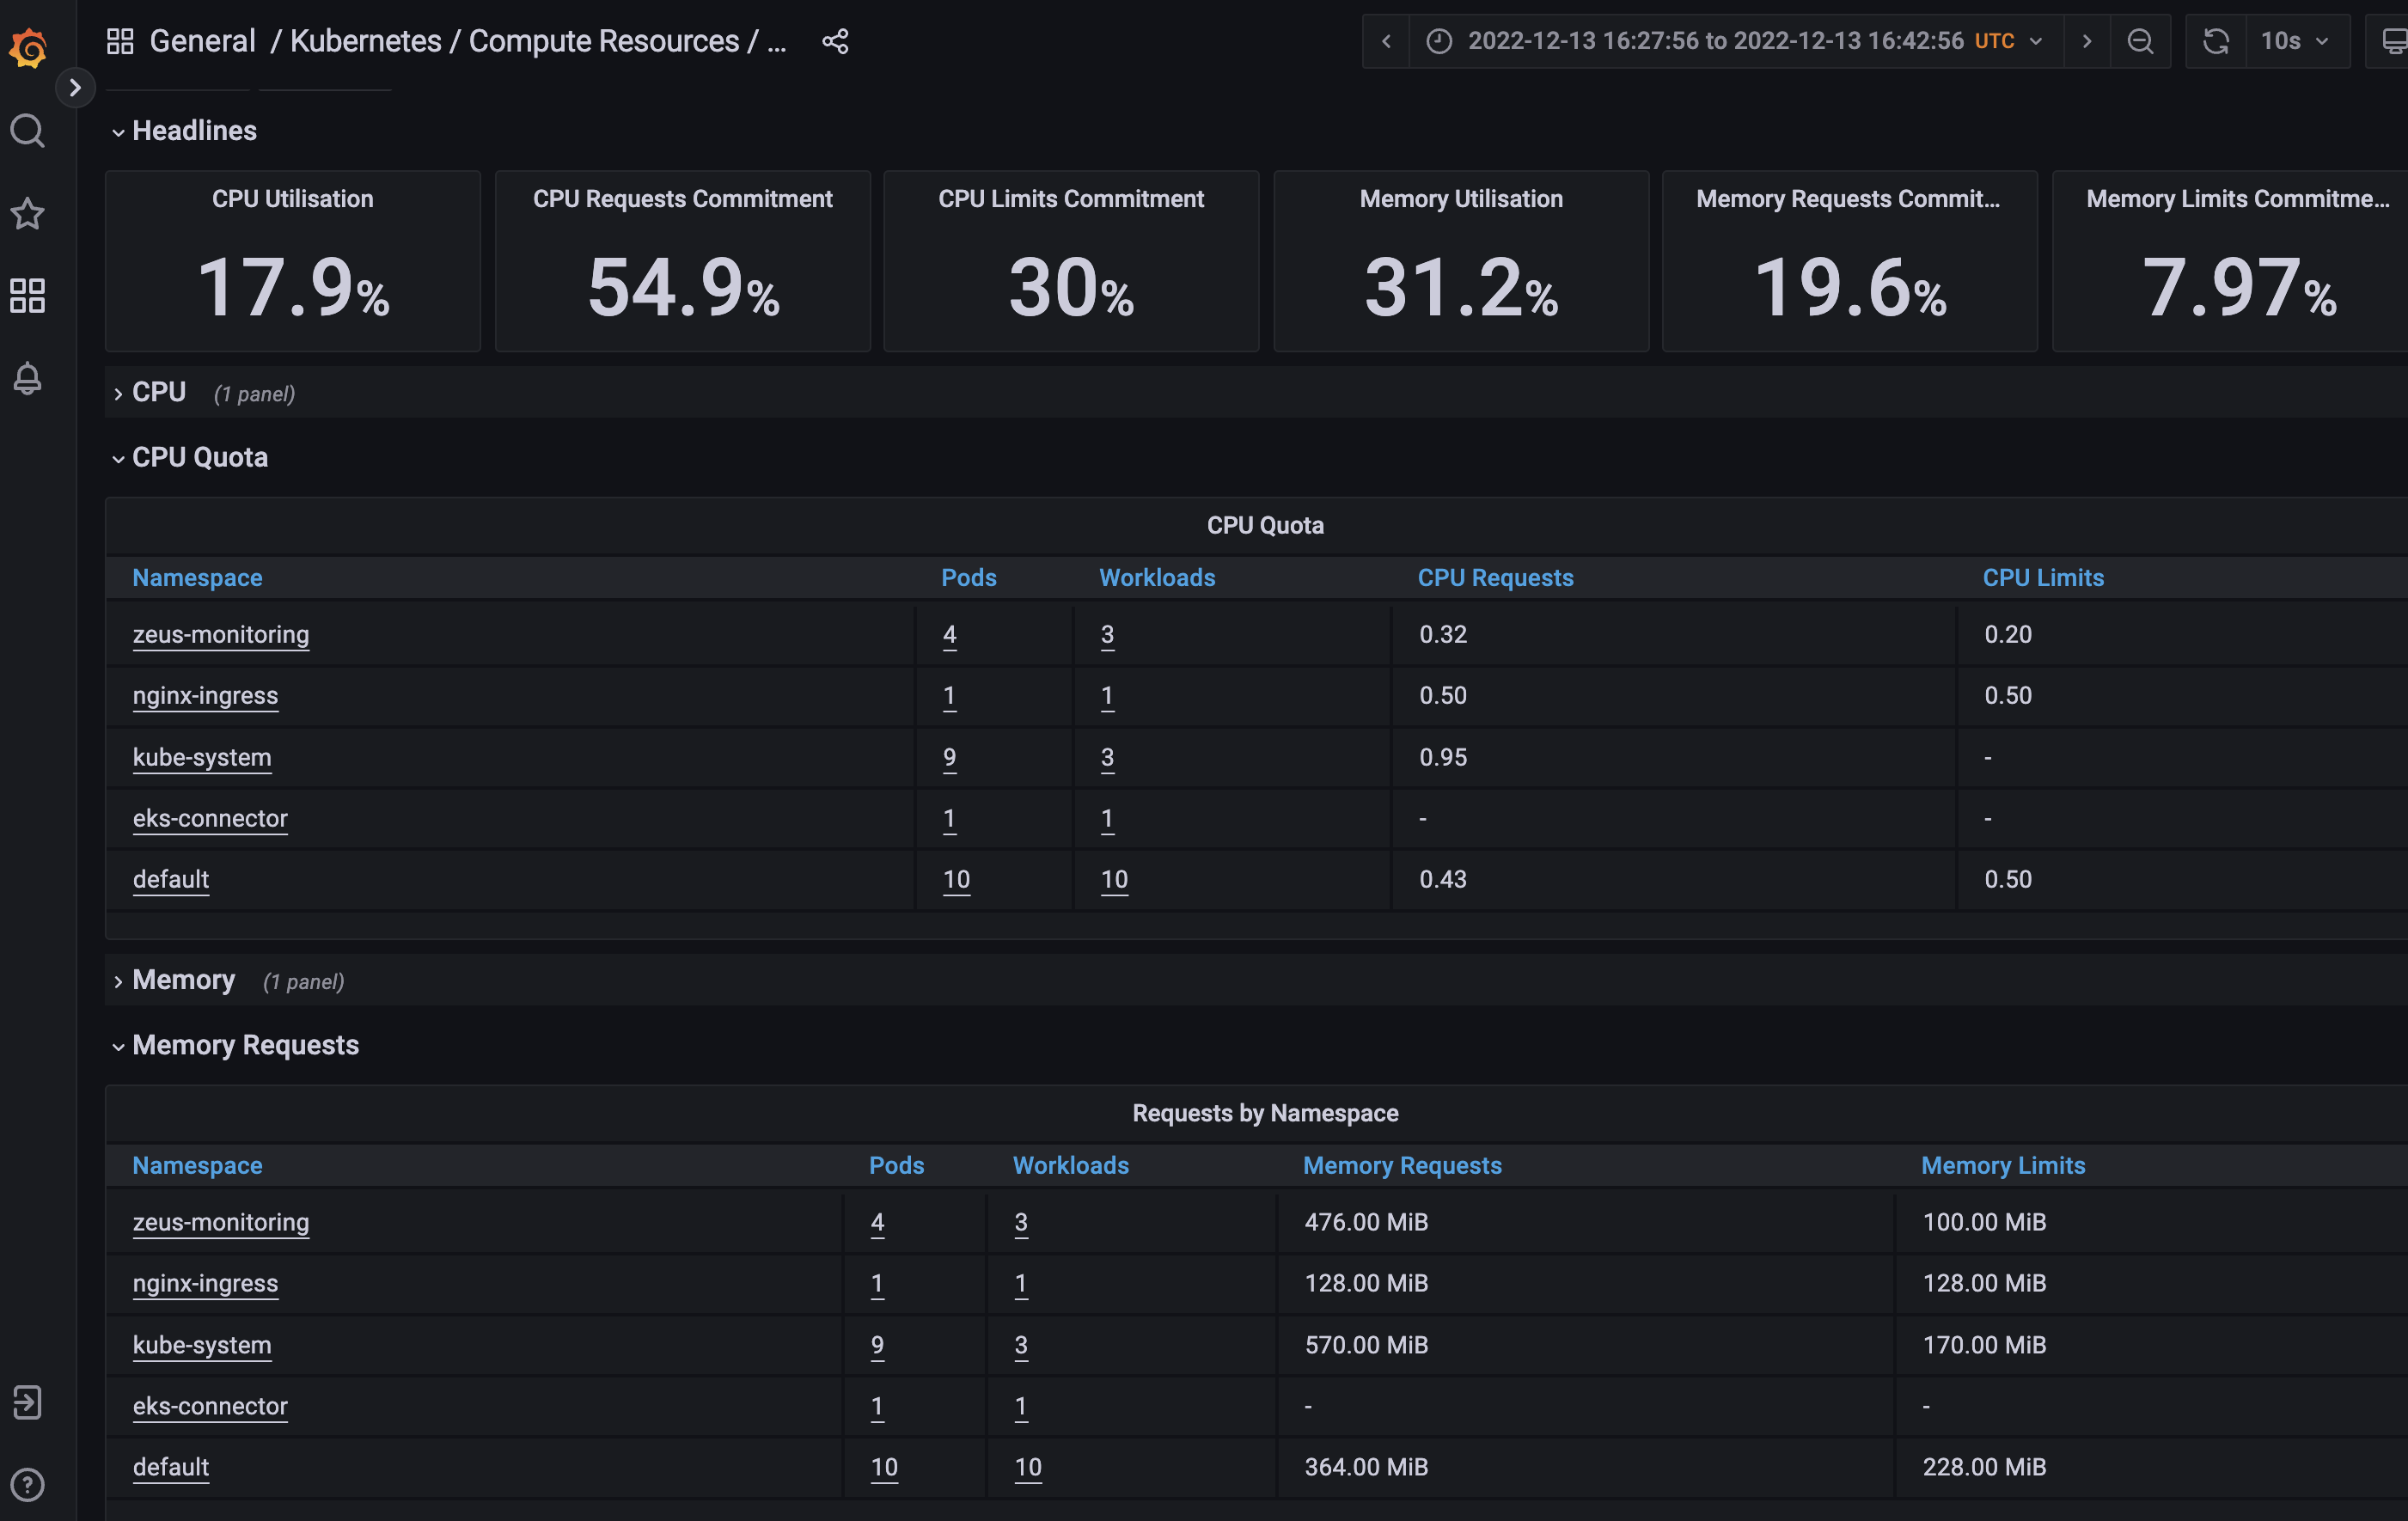 General / Kubernetes / Compute Resources / ... 2022-12-13 16:27:56 to 2022-12-13 16:42:56 UTC 10s
Headlines
CPU Utilisation CPU Requests Commitment CPU Limits Commitment Memory Utilisation Memory Requests Commit... Memory Limits Commitme...
17.9% 54.9% 30% 31.2% 19.6% 7.97%
CPU (1 panel)
CPU Quota
CPU Quota
Namespace Pods Workloads CPU Requests CPU Limits
zeus-monitoring 4 3 0.32 0.20
nginx-ingress 1 1 0.50 0.50
kube-system 9 3 0.95 -
eks-connector 1 1 - -
default 10 10 0.43 0.50
Memory (1 panel)
Memory Requests
Requests by Namespace
Namespace Pods Workloads Memory Requests Memory Limits
zeus-monitoring 4 3 476.00 MiB 100.00 MiB
nginx-ingress 1 1 128.00 MiB 128.00 MiB
kube-system 9 3 570.00 MiB 170.00 MiB
eks-connector 1 1 - -
default 10 10 364.00 MiB 228.00 MiB